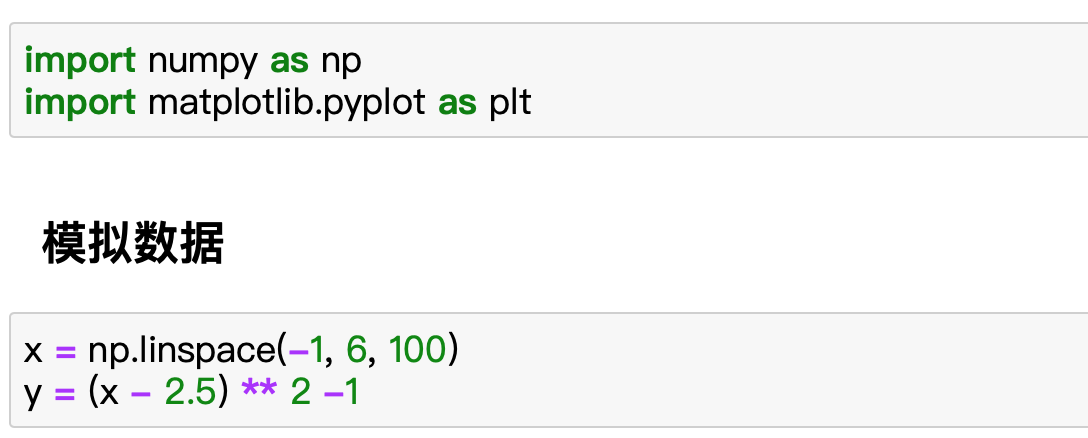 import numpy as np
import matplotlib.pyplot as plt
模拟数据
x = np.linspace(-1, 6, 100)
y = (x - 2.5) ** 2 -1